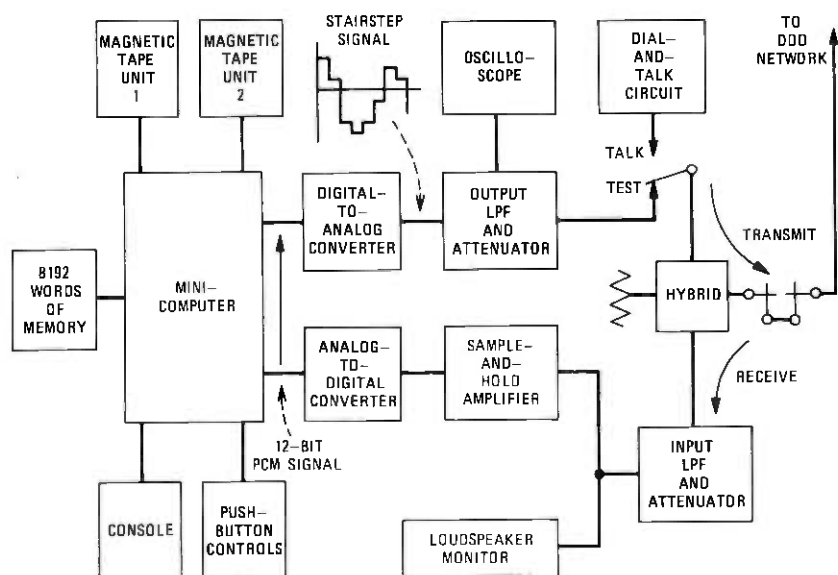 MAGNETIC
TAPE UNIT
1
MAGNETIC
TAPE UNIT
2
STAIRSTEP
SIGNAL
OSCILLO-
SCOPE
DIAL-
AND-
TALK
CIRCUIT
TO
DDD
NETWORK
TALK
TEST
8192
WORDS
OF
MEMORY
MINI-
COMPUTER
DIGITAL-
TO-
ANALOG
CONVERTER
OUTPUT
LPF
AND
ATTENUATOR
TRANSMIT
HYBRID
ANALOG-
TO-
DIGITAL
CONVERTER
SAMPLE-
AND-
HOLD
AMPLIFIER
RECEIVE
12-BIT
PCM SIGNAL
INPUT
LPF
AND
ATTENUATOR
CONSOLE
PUSH-
BUTTON
CONTROLS
LOUDSPEAKER
MONITOR